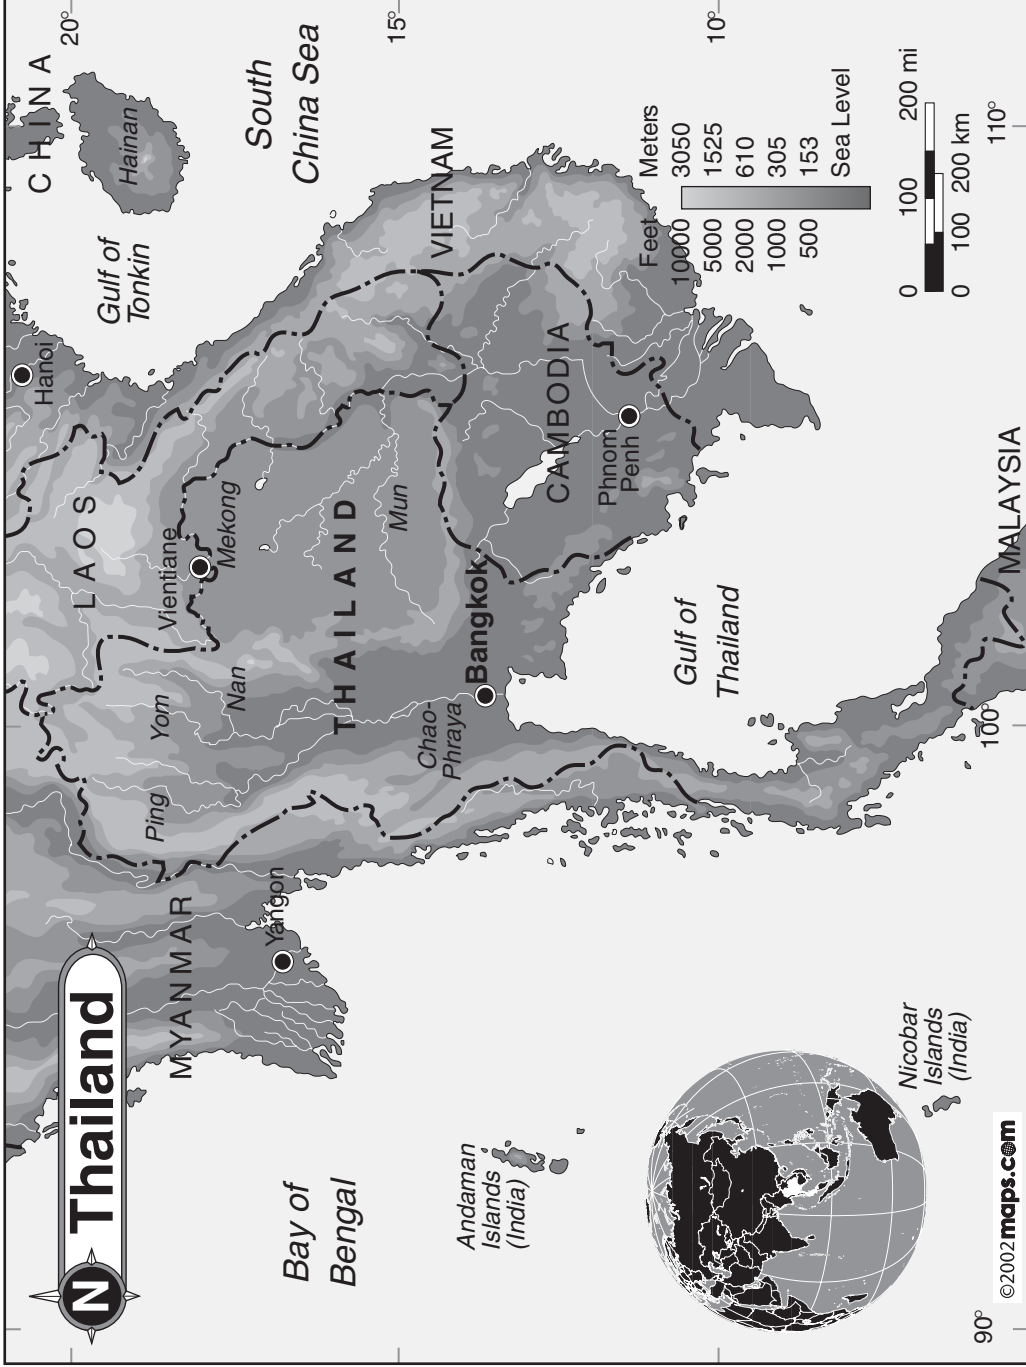 N
Thailand
CHINA
20°
Hainan
Hanoi
Gulf of
Tonkin
South
China Sea
LAOS
Vientiane
Mekong
MYANMAR
Yangon
Ping
Yom
Nan
THAILAND
Mun
15°
VIETNAM
Chao-
Phraya
Bangkok
CAMBODIA
Phnom
Penh
Bay of
Bengal
Andaman
Islands
(India)
Gulf of
Thailand
10°
Nicobar
Islands
(India)
MALAYSIA
Feet Meters
10000 3050
5000 1525
2000 610
1000 305
500 153
Sea Level
0 100 200 mi
0 100 200 km
90°
100°
110°
©2002maps.com